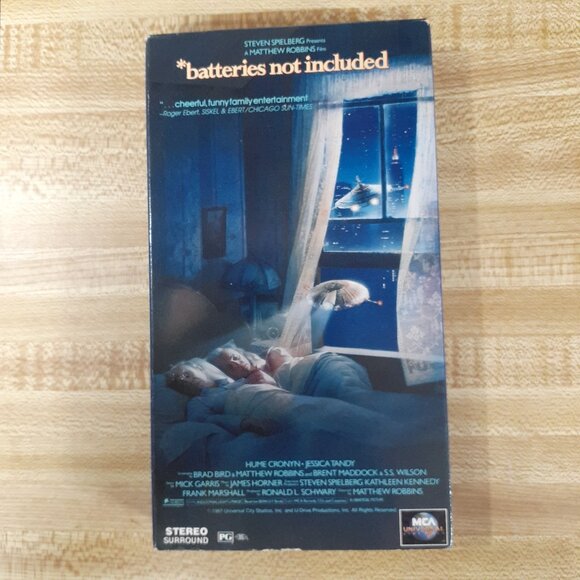 STEVEN SPIELBERG Presents
A MATTHEW ROBBINS Film
*batteries not included
"...cheerful, funny family entertainment"
—Roger Ebert, SISKEL & EBERT/CHICAGO SUN-TIMES
HUME CRONYN · JESSICA TANDY
BRAD BIRD & MATTHEW ROBBINS and BRENT MADDOCK & S.S. WILSON
MICK GARRIS JAMES HORNER STEVEN SPIELBERG KATHLEEN KENNEDY
FRANK MARSHALL RONALD L. SCHWARY MATTHEW ROBBINS
©1987 Universal City Studios, Inc. and U-Drive Productions, Inc. All Rights Reserved.
STEREO
SURROUND
PG
MCA
UNIVERSAL